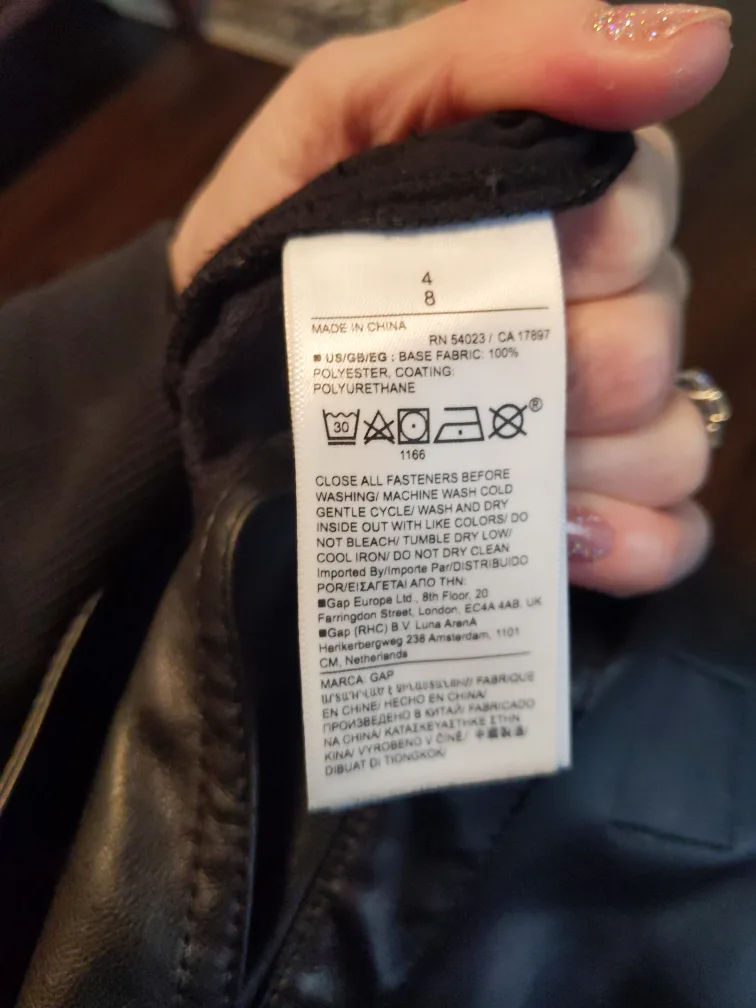 4
8
MADE IN CHINA
RN 54023 / CA 17897
■ US/GB/EG : BASE FABRIC: 100%
POLYESTER, COATING:
POLYURETHANE
30
®
1166
CLOSE ALL FASTENERS BEFORE
WASHING/ MACHINE WASH COLD
GENTLE CYCLE/ WASH AND DRY
INSIDE OUT WITH LIKE COLORS/ DO
NOT BLEACH/ TUMBLE DRY LOW/
COOL IRON/ DO NOT DRY CLEAN
Imported By/Importe Par/DISTRIBUIDO
POR/ΕΙΣΑΓΕΤΑΙ ΑΠΟ ΤΗΝ:
■Gap Europe Ltd., 8th Floor, 20
Farringdon Street, London, EC4A 4AB, UK
■Gap (RHC) B.V. Luna ArenA
Herikerbergweg 238 Amsterdam, 1101
CM, Netherlands
MARCA: GAP
FABRIQUE
EN CHINE/ HECHO EN CHINA/
ПРОИЗВЕДЕНО В КИТАЙ/ FABRICADO
NA CHINA/ ΚΑΤΑΣΚΕΥΑΣΤΗΚΕ ΣΤΗΝ
ΚΙΝΑ/ VYROBENO V ČÍNĚ/
DIBUAT DI TIONGKOK/